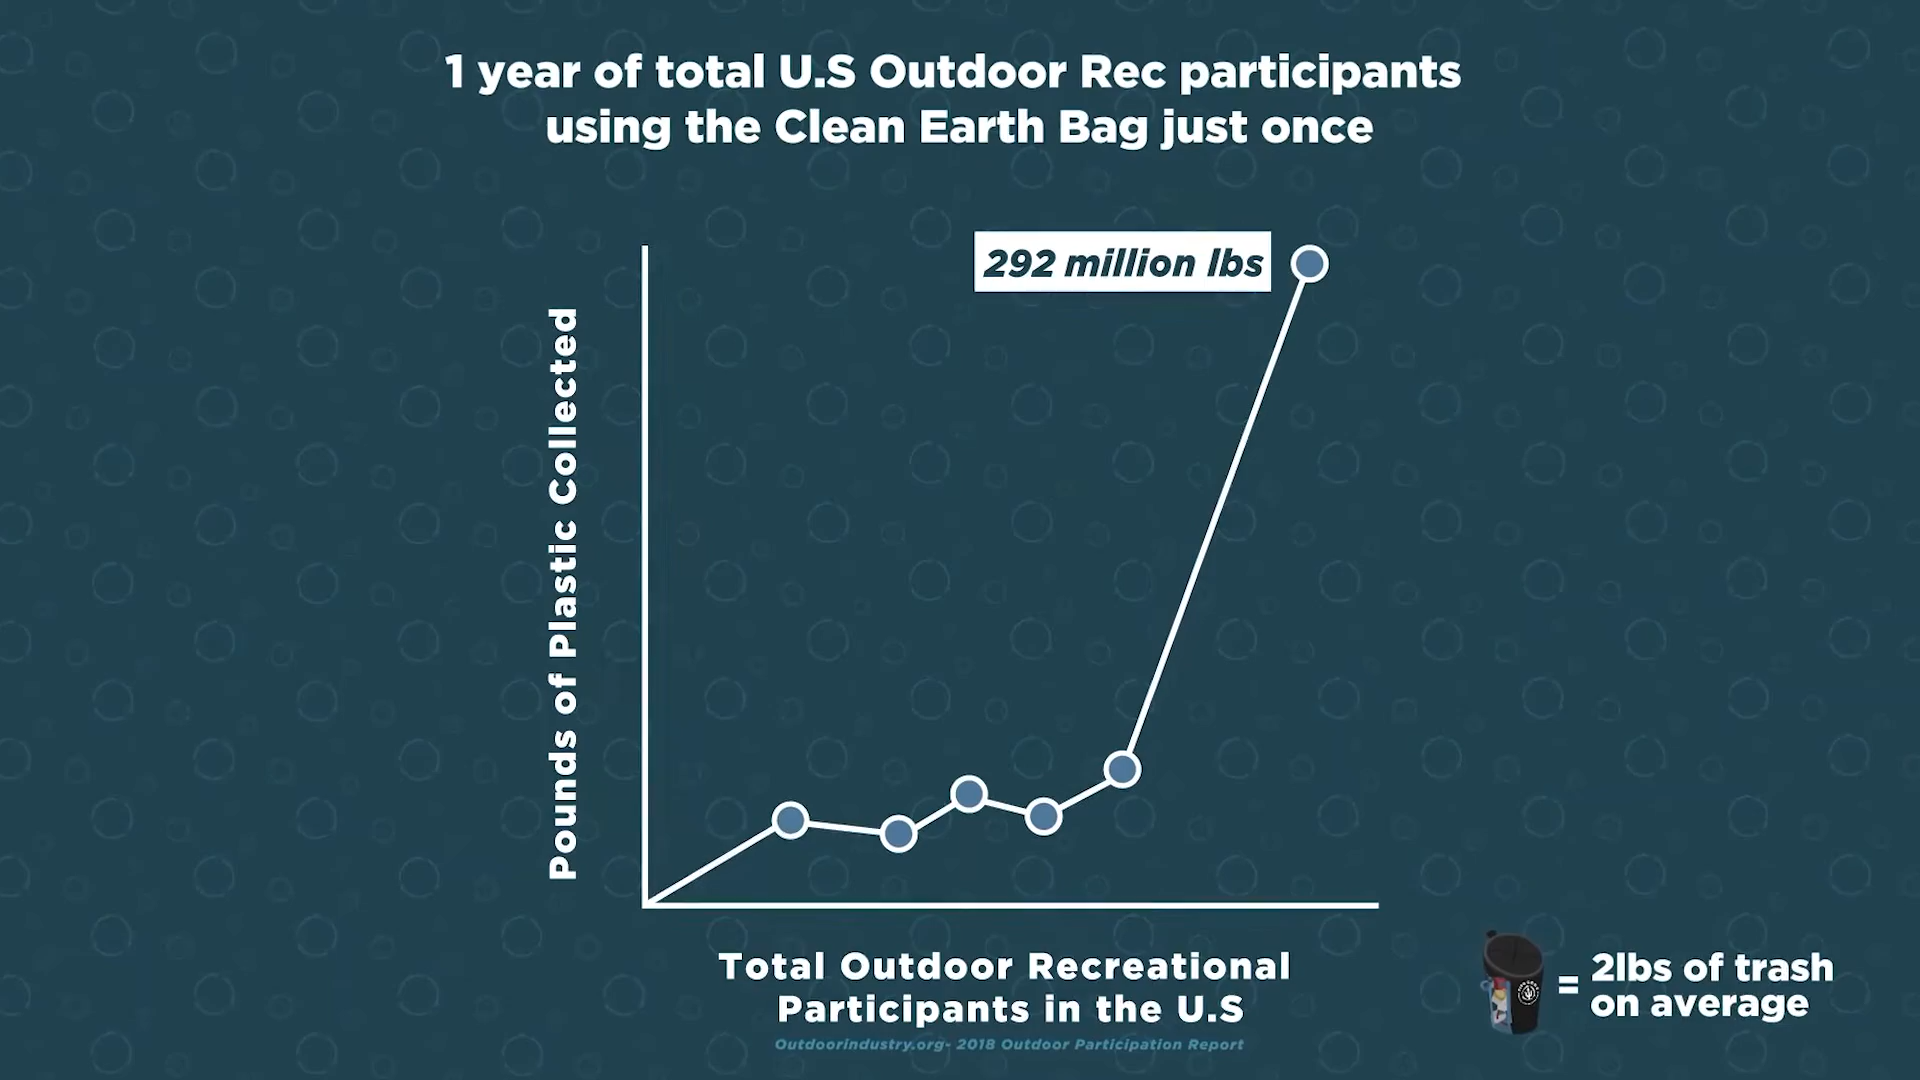 1 year of total U.S Outdoor Rec participants
using the Clean Earth Bag just once
292 million lbs
Pounds of Plastic Collected
Total Outdoor Recreational
Participants in the U.S
Outdoorindustry.org- 2018 Outdoor Participation Report
= 2lbs of trash
on average